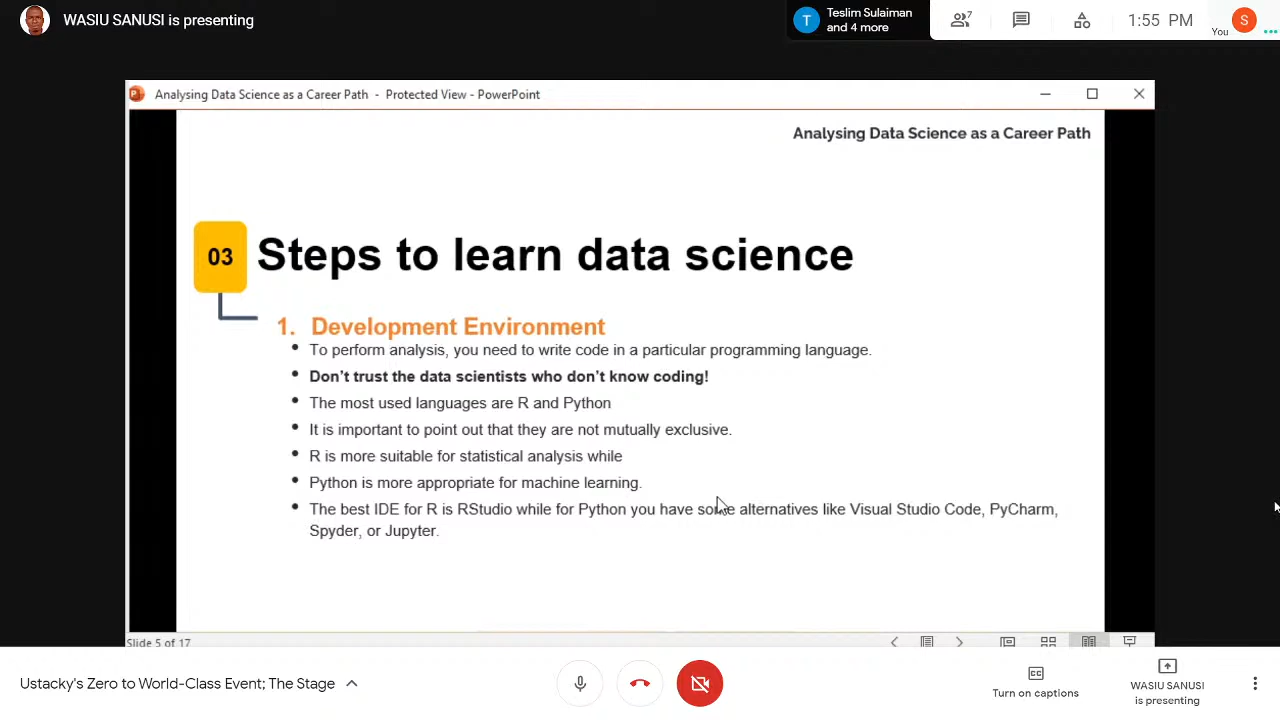 WASIU SANUSI is presenting
T
Teslim Sulaiman
and 4 more
7
1:55 PM
You
S
Analysing Data Science as a Career Path - Protected View - PowerPoint
Analysing Data Science as a Career Path
03
Steps to learn data science
1. Development Environment
• To perform analysis, you need to write code in a particular programming language.
• Don't trust the data scientists who don't know coding!
• The most used languages are R and Python
• It is important to point out that they are not mutually exclusive.
• R is more suitable for statistical analysis while
• Python is more appropriate for machine learning.
• The best IDE for R is RStudio while for Python you have some alternatives like Visual Studio Code, PyCharm,
Spyder, or Jupyter.
Slide 5 of 17
Ustacky's Zero to World-Class Event; The Stage
Turn on captions
WASIU SANUSI
is presenting